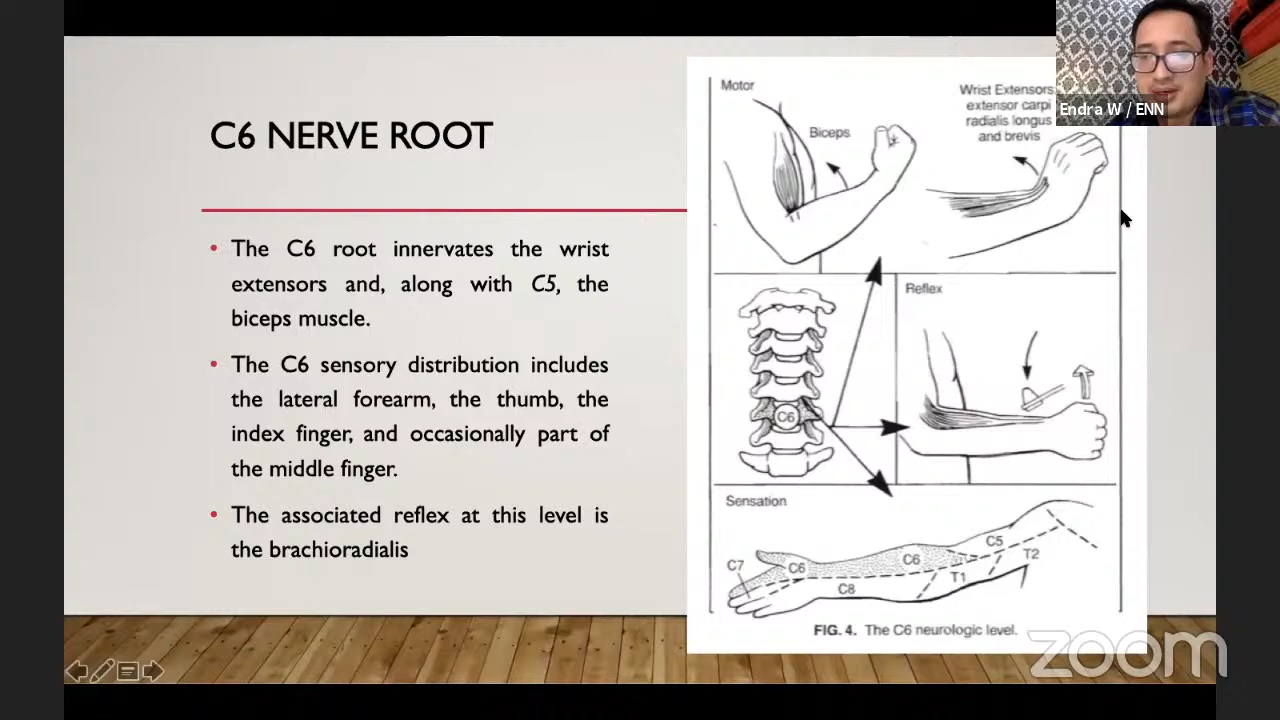 C6 NERVE ROOT
• The C6 root innervates the wrist
extensors and, along with C5, the
biceps muscle.
• The C6 sensory distribution includes
the lateral forearm, the thumb, the
index finger, and occasionally part of
the middle finger.
• The associated reflex at this level is
the brachioradialis
Motor
Biceps
Wrist Extensors,
extensor carpi
radialis longus
and brevis
C6
Reflex
Sensation
C7
C6
C6
C5
T2
T1
C8
FIG. 4. The C6 neurologic level.
Endra W / ENN
zoom